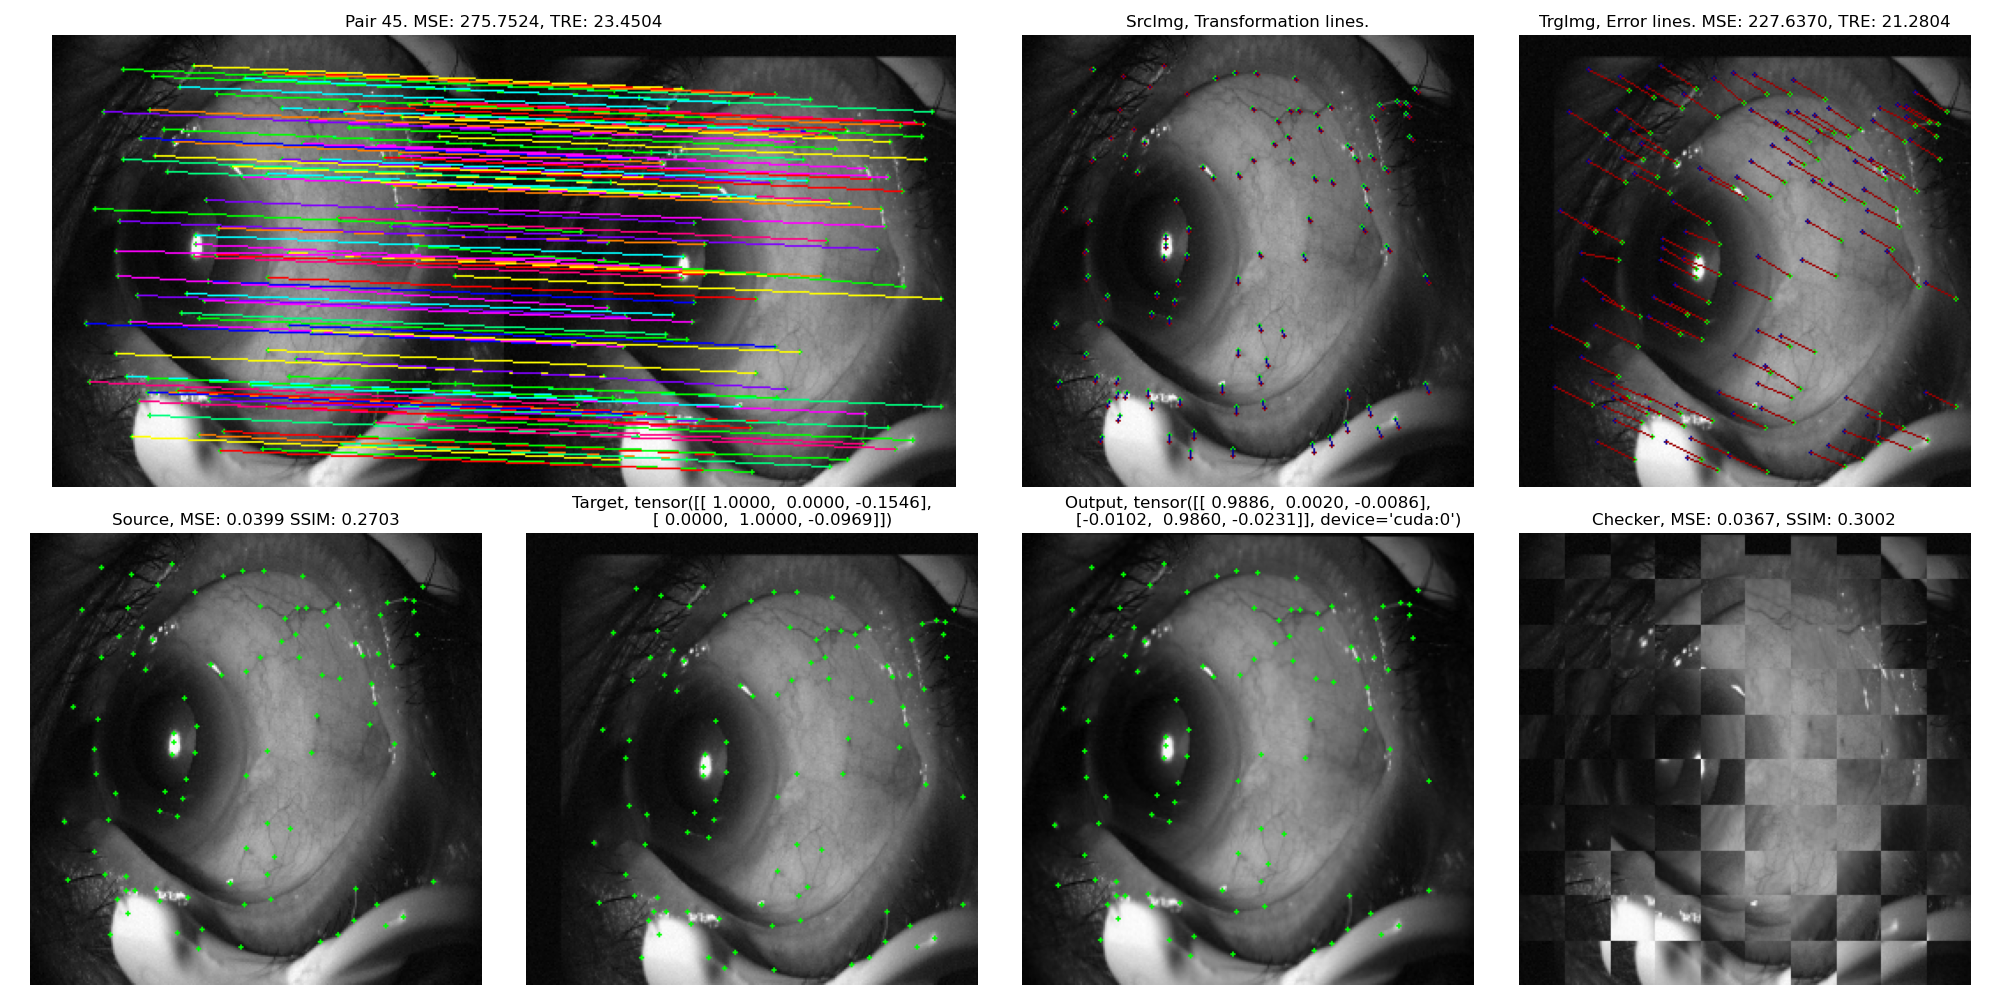 Pair 45. MSE: 275.7524, TRE: 23.4504
SrcImg, Transformation lines.
TrgImg, Error lines. MSE: 227.6370, TRE: 21.2804
Source, MSE: 0.0399 SSIM: 0.2703
Target, tensor([[ 1.0000,  0.0000, -0.1546],
[ 0.0000,  1.0000, -0.0969]])
Output, tensor([[ 0.9886,  0.0020, -0.0086],
[-0.0102,  0.9860, -0.0231]], device='cuda:0')
Checker, MSE: 0.0367, SSIM: 0.3002